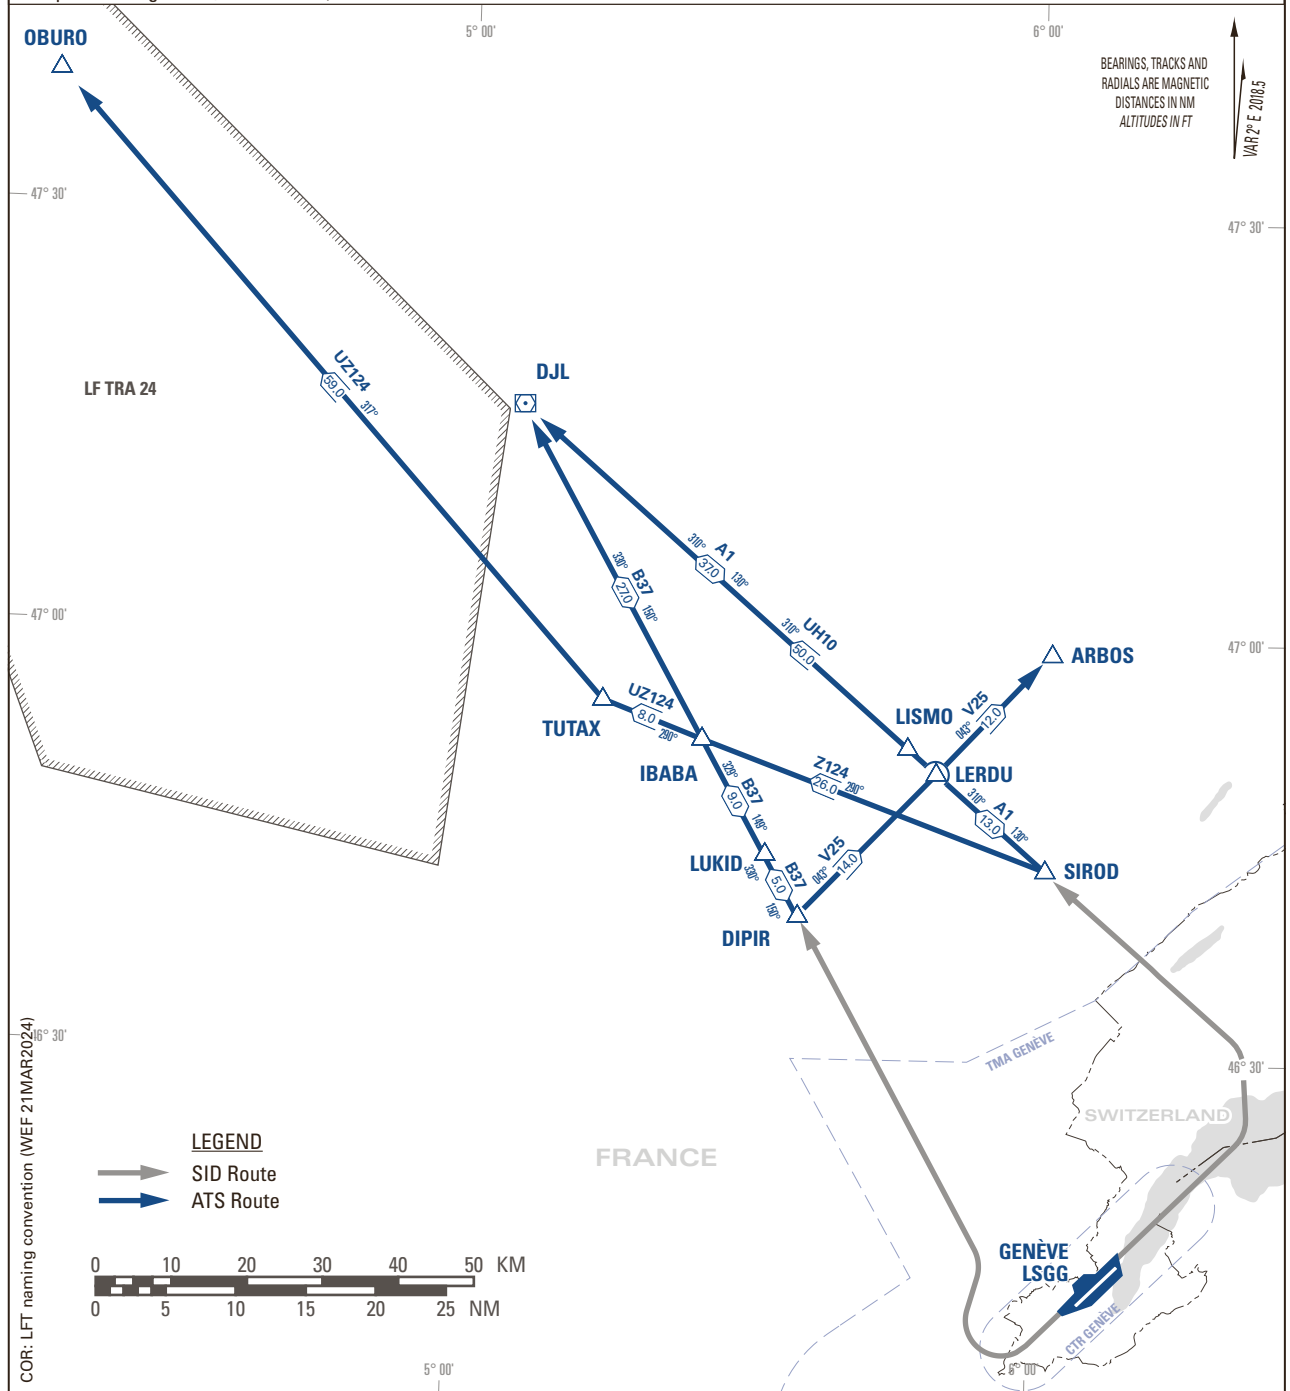 5° 00'
6° 00'
OBURO
BEARINGS, TRACKS AND
RADIALS ARE MAGNETIC
DISTANCES IN NM
ALTITUDES IN FT
VAR 2° E 2018.5
47° 30'
47° 30'
LF TRA 24
UZ124
59.0
317°
DJL
310°
A1
37.0
130°
330°
B37
27.0
150°
310°
UH10
50.0
47° 00'
47° 00'
ARBOS
UZ124
8.0
290°
TUTAX
LISMO
043°
V25
12.0
IBABA
LERDU
Z124
26.0
290°
329°
B37
9.0
149°
310°
A1
13.0
130°
LUKID
330°
B37
5.0
150°
043°
V25
14.0
SIROD
DIPIR
46° 30'
TMA GENÈVE
46° 30'
SWITZERLAND
FRANCE
LEGEND
SID Route
ATS Route
GENÈVE
LSGG
CTR GENÈVE
0 10 20 30 40 50 KM
0 5 10 15 20 25 NM
5° 00'
6° 00'
COR: LFT naming convention (WEF 21MAR2024)